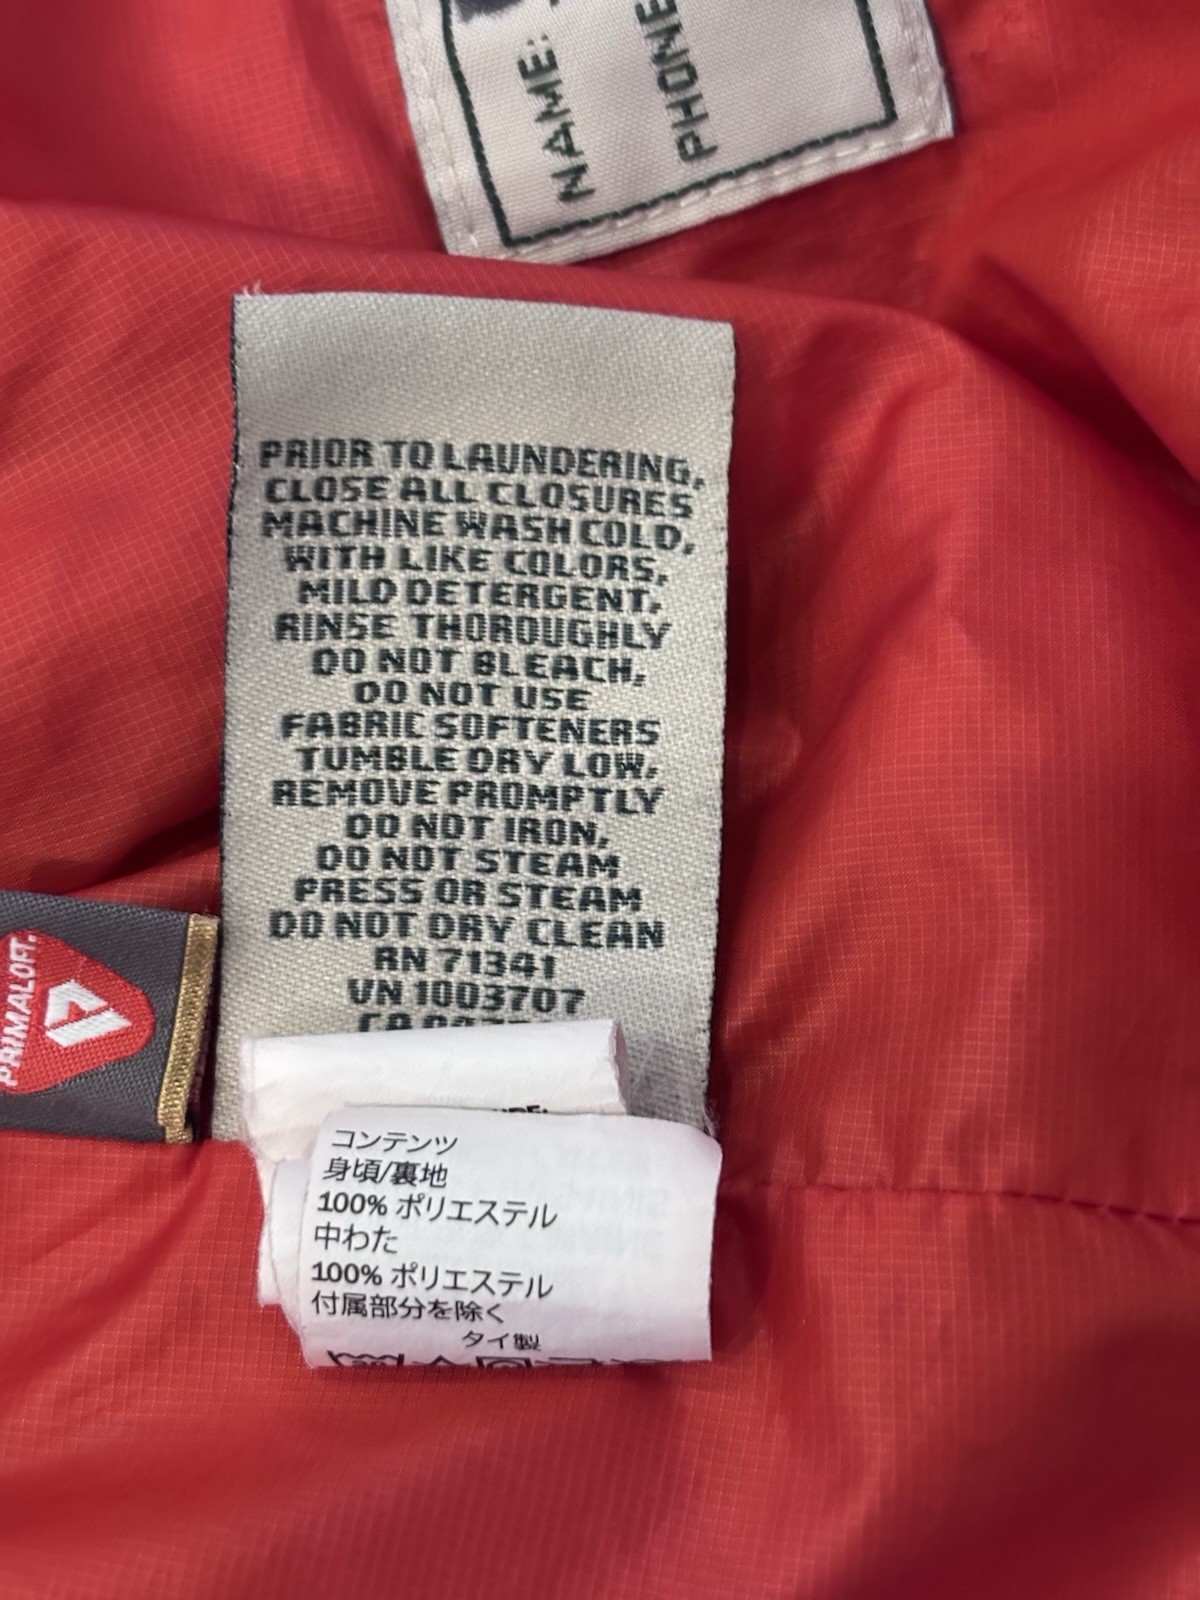 NAME:
PHONE
PRIOR TO LAUNDERING,
CLOSE ALL CLOSURES
MACHINE WASH COLD,
WITH LIKE COLORS,
MILD DETERGENT,
RINSE THOROUGHLY
DO NOT BLEACH,
DO NOT USE
FABRIC SOFTENERS
TUMBLE DRY LOW,
REMOVE PROMPTLY
DO NOT IRON,
DO NOT STEAM
PRESS OR STEAM
DO NOT DRY CLEAN
RN 71341
VN 1003707
CA
PRIMALOFT
コンテンツ
身頃/裏地
100% ポリエステル
中わた
100% ポリエステル
付属部分を除く
タイ製